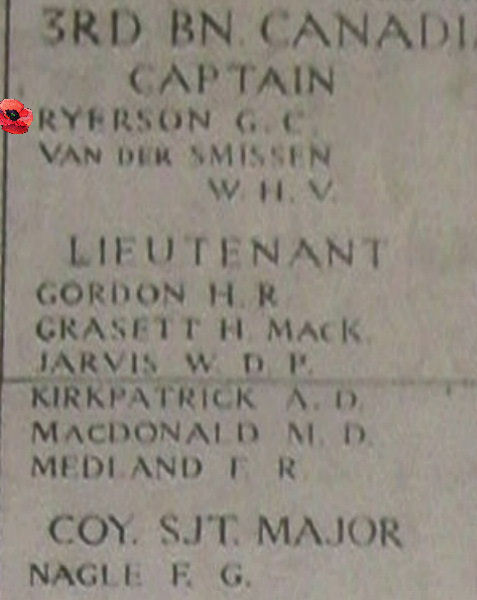 3RD BN. CANADI
CAPTAIN
RYERSON G. C.
VAN DER SMISSEN
W. H. V.
LIEUTENANT
GORDON H. R.
GRASETT H. MACK.
JARVIS W. D. P.
KIRKPATRICK A. D.
MACDONALD M. D.
MEDLAND F. R.
COY. SJT. MAJOR
NAGLE F. G.